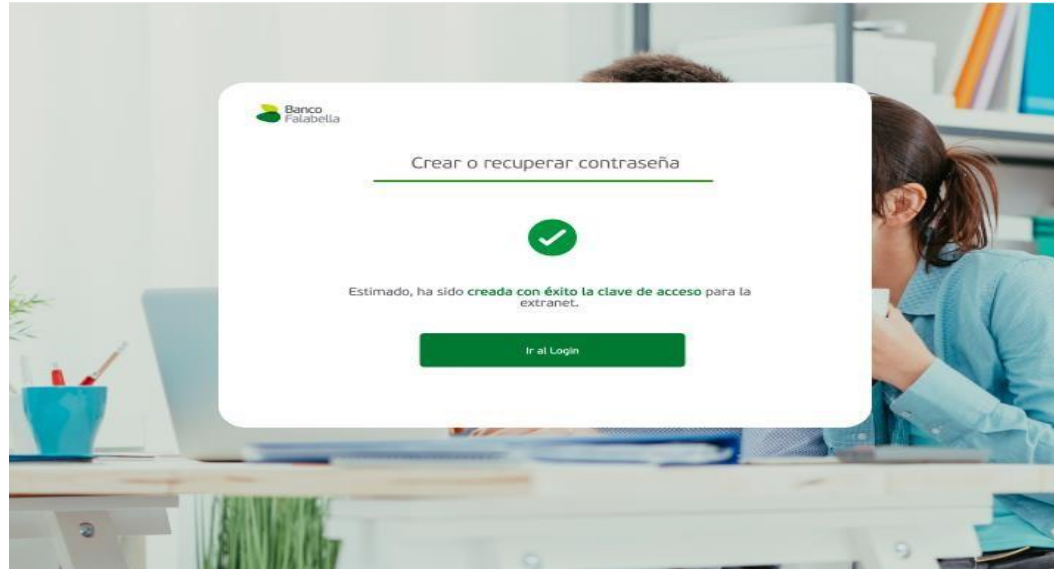 Banco
Falabella
Crear o recuperar contraseña
Estimado, ha sido creada con éxito la clave de acceso para la
extranet.
Ir al Login